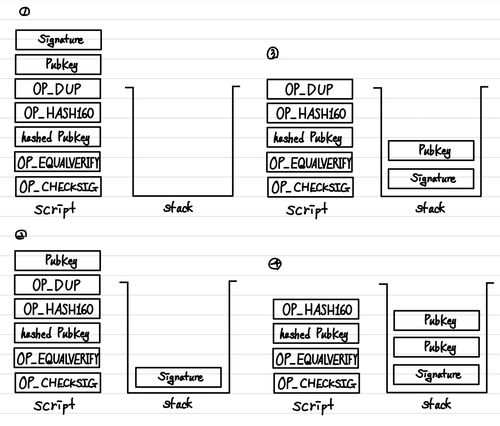 ①
Signature
PubKey
OP_DUP
OP_HASH160
hashed PubKey
OP_EQUALVERIFY
OP_CHECKSIG
script
stack
②
PubKey
OP_DUP
OP_HASH160
hashed PubKey
OP_EQUALVERIFY
OP_CHECKSIG
script
Signature
stack
③
OP_DUP
OP_HASH160
hashed PubKey
OP_EQUALVERIFY
OP_CHECKSIG
script
PubKey
Signature
stack
④
OP_HASH160
hashed PubKey
OP_EQUALVERIFY
OP_CHECKSIG
script
PubKey
PubKey
Signature
stack